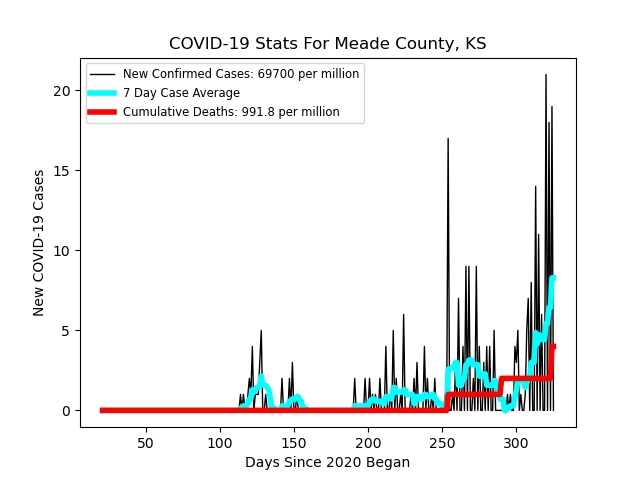 COVID-19 Stats For Meade County, KS
New Confirmed Cases: 69700 per million
7 Day Case Average
Cumulative Deaths: 991.8 per million
New COVID-19 Cases
20
15
10
5
0
50 100 150 200 250 300
Days Since 2020 Began